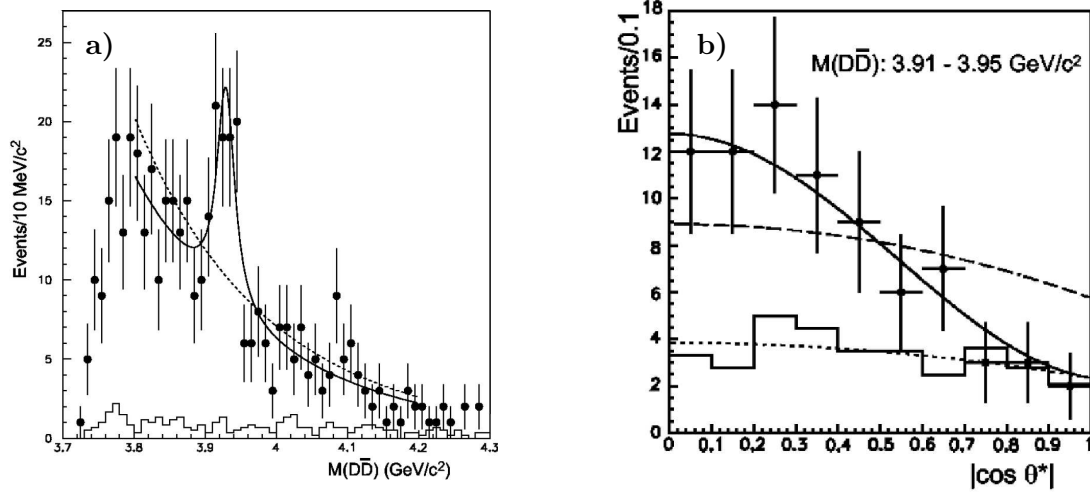 a)
Events/10 MeV/c²
25
20
15
10
5
0
3.7 3.8 3.9 4 4.1 4.2 4.3
M(DD̅) (GeV/c²)
b)
M(DD̅): 3.91 - 3.95 GeV/c²
Events/0.1
18
16
14
12
10
8
6
4
2
0
0 0.1 0.2 0.3 0.4 0.5 0.6 0.7 0.8 0.9 1
|cos θ*|